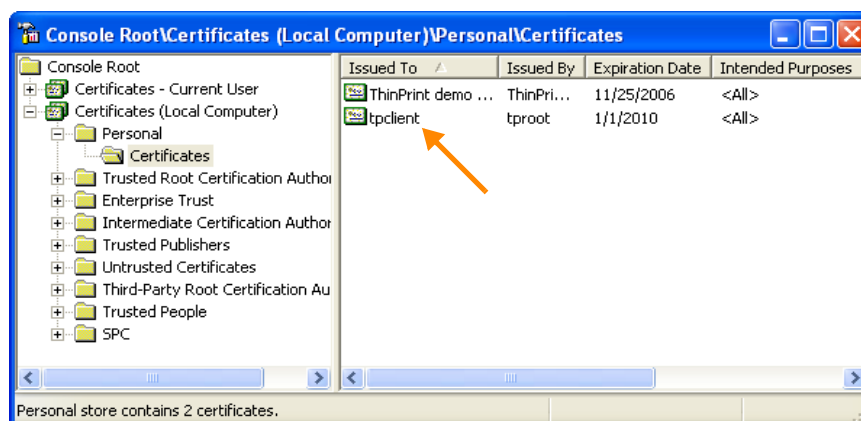 Console Root\Certificates (Local Computer)\Personal\Certificates
Console Root
Certificates - Current User
Certificates (Local Computer)
Personal
Certificates
Trusted Root Certification Author
Enterprise Trust
Intermediate Certification Author
Trusted Publishers
Untrusted Certificates
Third-Party Root Certification Au
Trusted People
SPC
Issued To Issued By Expiration Date Intended Purposes
ThinPrint demo ... ThinPri... 11/25/2006 <All>
tpclient tproot 1/1/2010 <All>
Personal store contains 2 certificates.